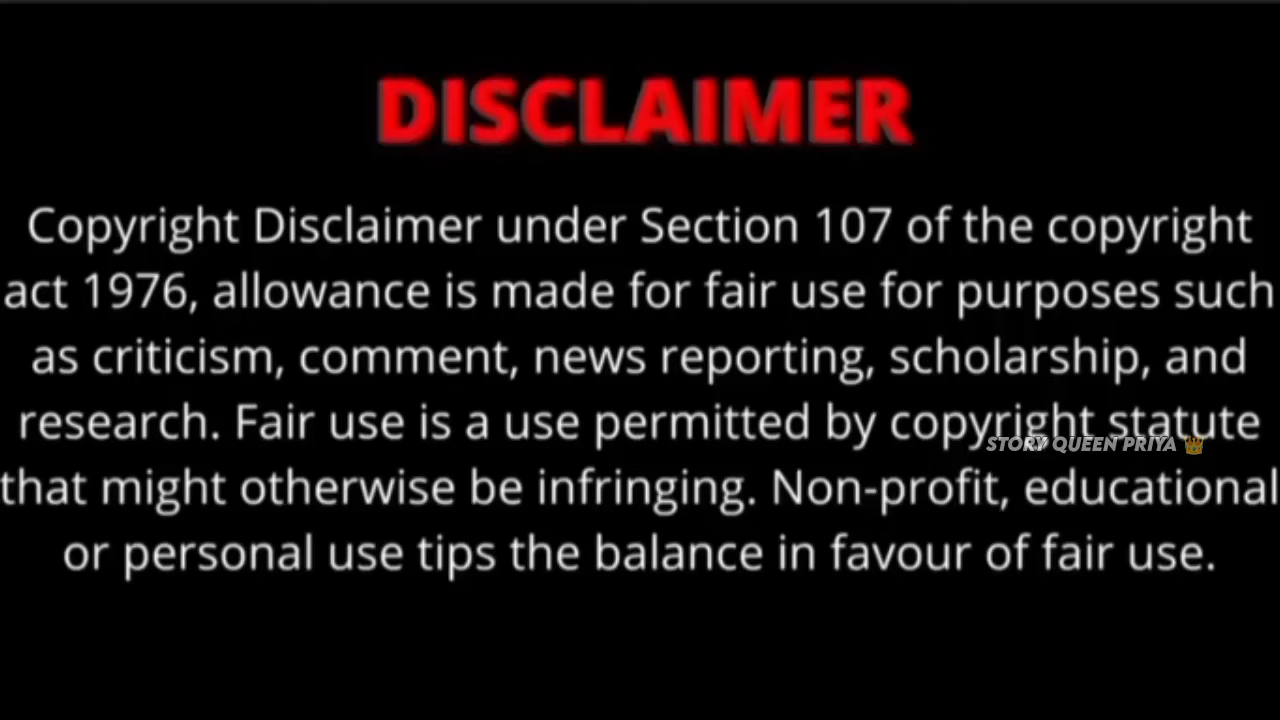 DISCLAIMER
Copyright Disclaimer under Section 107 of the copyright
act 1976, allowance is made for fair use for purposes such
as criticism, comment, news reporting, scholarship, and
research. Fair use is a use permitted by copyright statute
STORY QUEEN PRIYA 👑
that might otherwise be infringing. Non-profit, educational
or personal use tips the balance in favour of fair use.